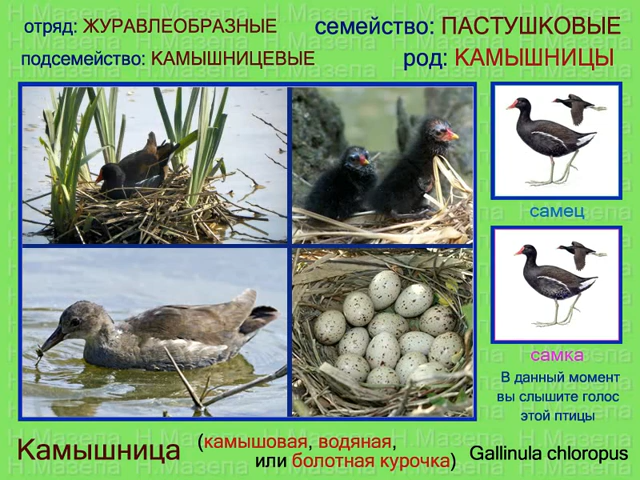 отряд: ЖУРАВЛЕОБРАЗНЫЕ
семейство: ПАСТУШКОВЫЕ
подсемейство: КАМЫШНИЦЕВЫЕ
род: КАМЫШНИЦЫ
самец
самка
В данный момент
вы слышите голос
этой птицы
Камышница
(камышовая, водяная,
или болотная курочка)
Gallinula chloropus
Н.Мазепа